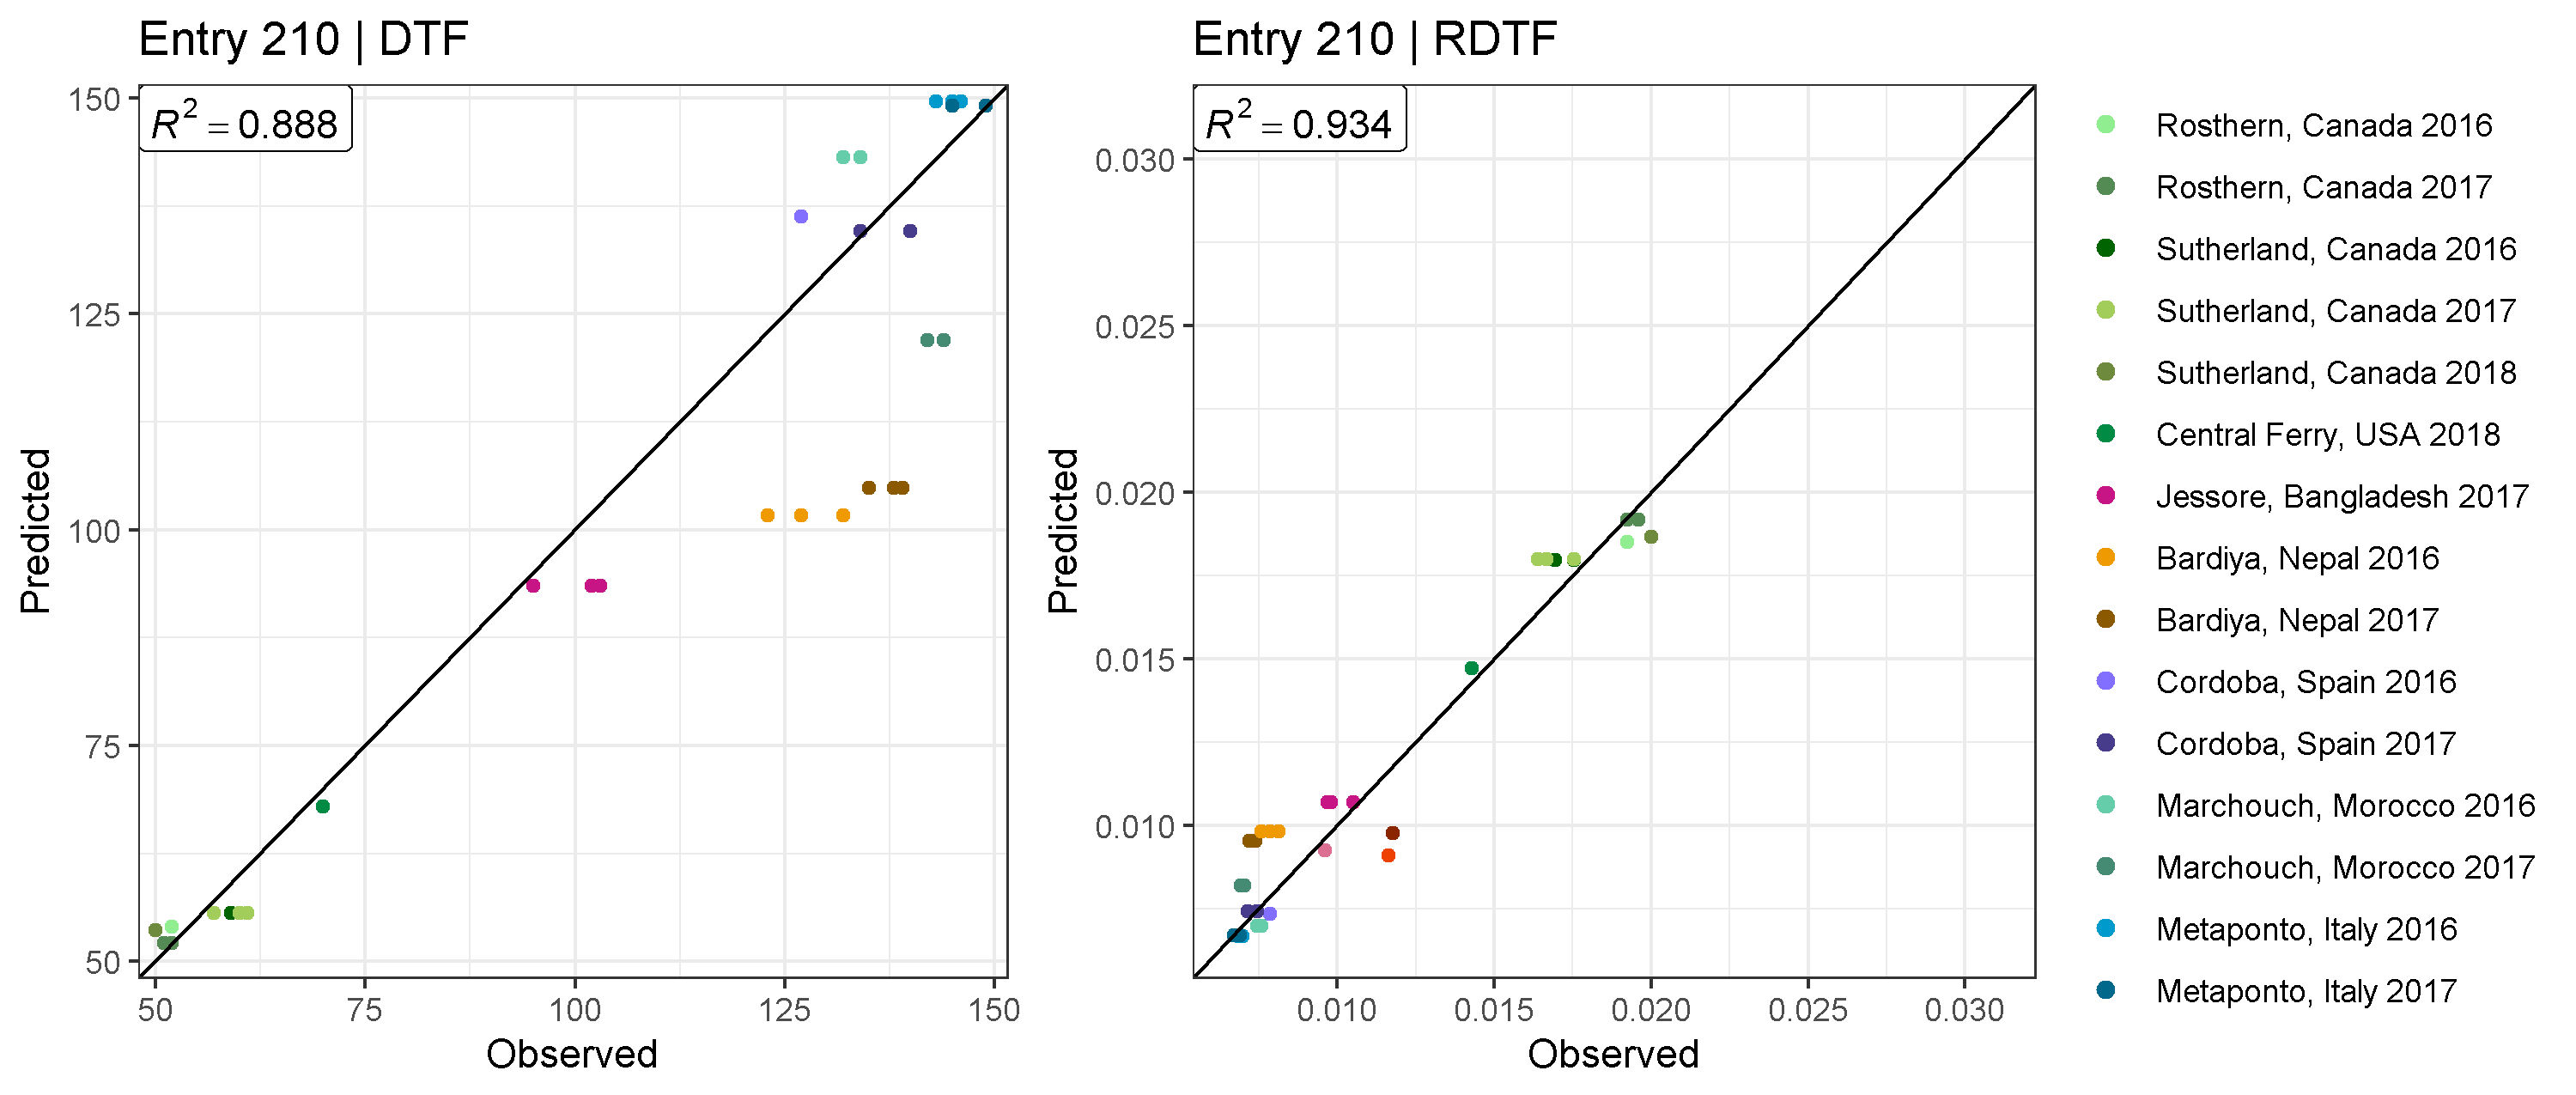 Entry 210 | DTF
R² = 0.888
150
125
100
75
50
Predicted
50 75 100 125 150
Observed
Entry 210 | RDTF
R² = 0.934
0.030
0.025
0.020
0.015
0.010
Predicted
0.010 0.015 0.020 0.025 0.030
Observed
Rosthern, Canada 2016
Rosthern, Canada 2017
Sutherland, Canada 2016
Sutherland, Canada 2017
Sutherland, Canada 2018
Central Ferry, USA 2018
Jessore, Bangladesh 2017
Bardiya, Nepal 2016
Bardiya, Nepal 2017
Cordoba, Spain 2016
Cordoba, Spain 2017
Marchouch, Morocco 2016
Marchouch, Morocco 2017
Metaponto, Italy 2016
Metaponto, Italy 2017